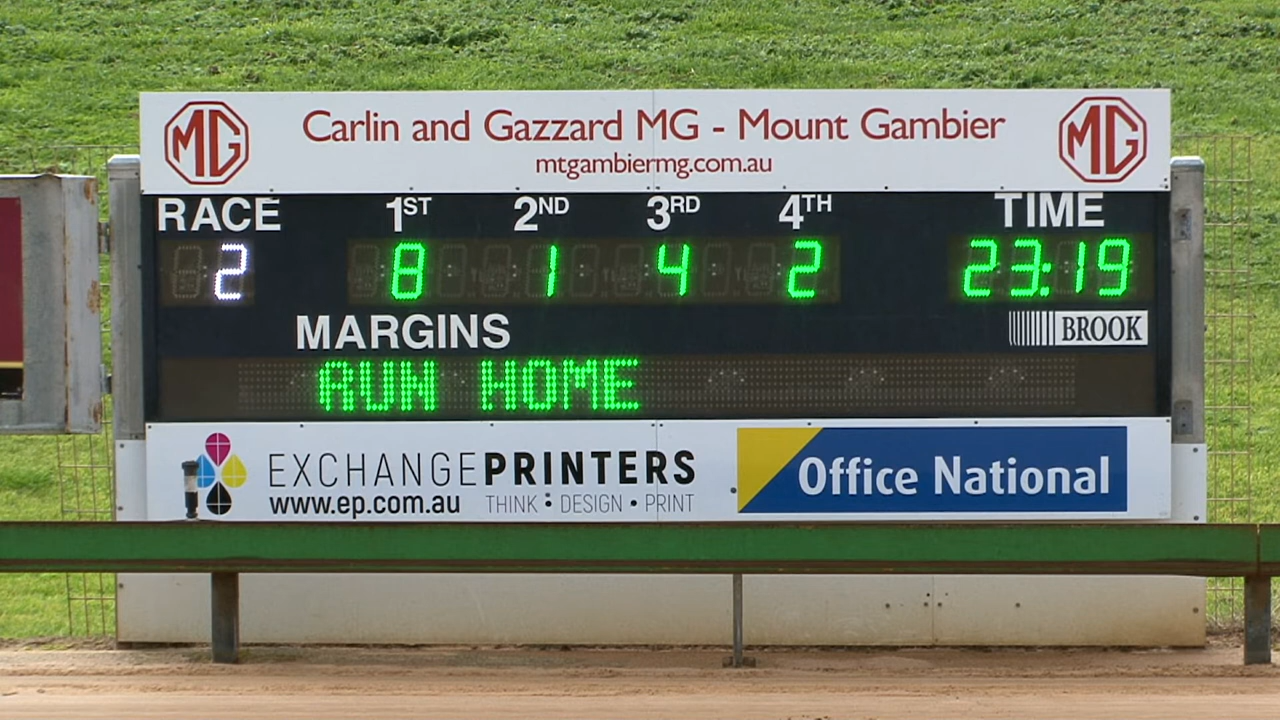 MG Carlin and Gazzard MG - Mount Gambier MG
mtgambiermg.com.au
RACE 1ST 2ND 3RD 4TH TIME
2 8 1 4 2 23:19
MARGINS BROOK
RUN HOME
EXCHANGEPRINTERS
www.ep.com.au THINK : DESIGN • PRINT
Office National